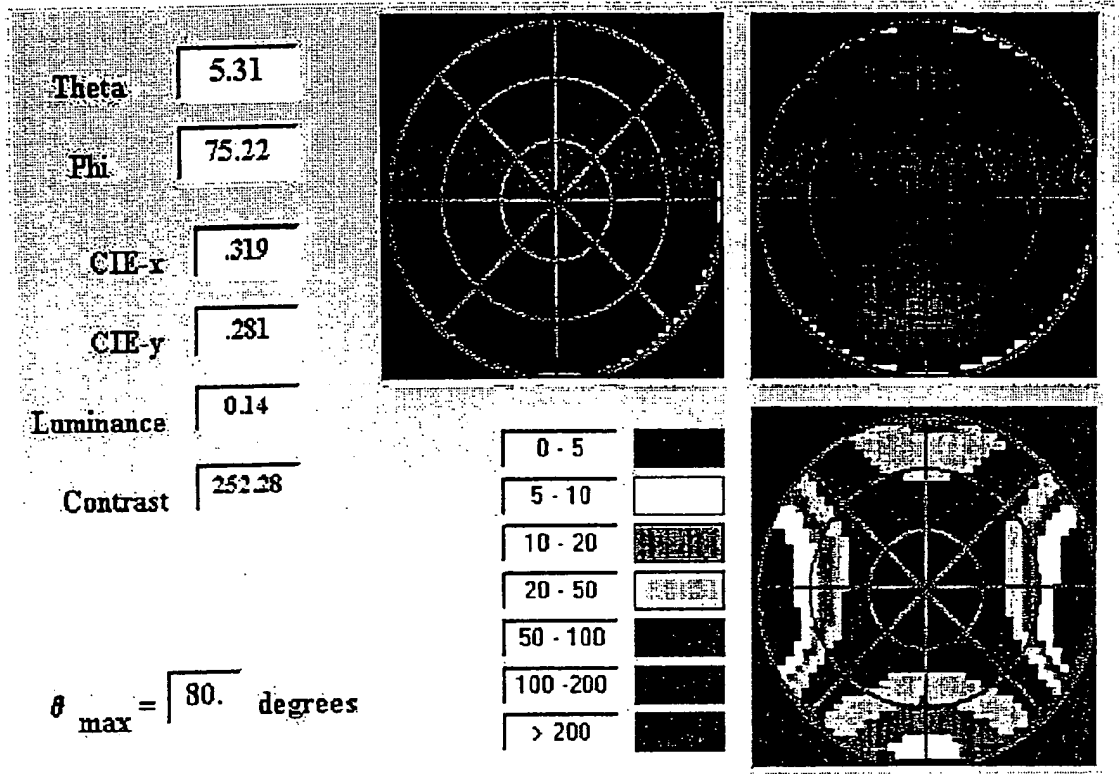 Theta 5.31
Phi 75.22
CIE-x .319
CIE-y .281
Luminance 0.14
Contrast 252.28
0 - 5
5 - 10
10 - 20
20 - 50
50 - 100
100 -200
> 200
θ max = 80. degrees